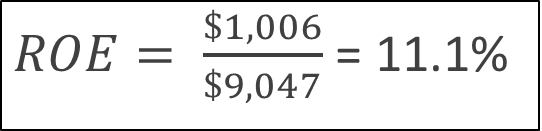 ROE = $1,006 / $9,047 = 11.1%